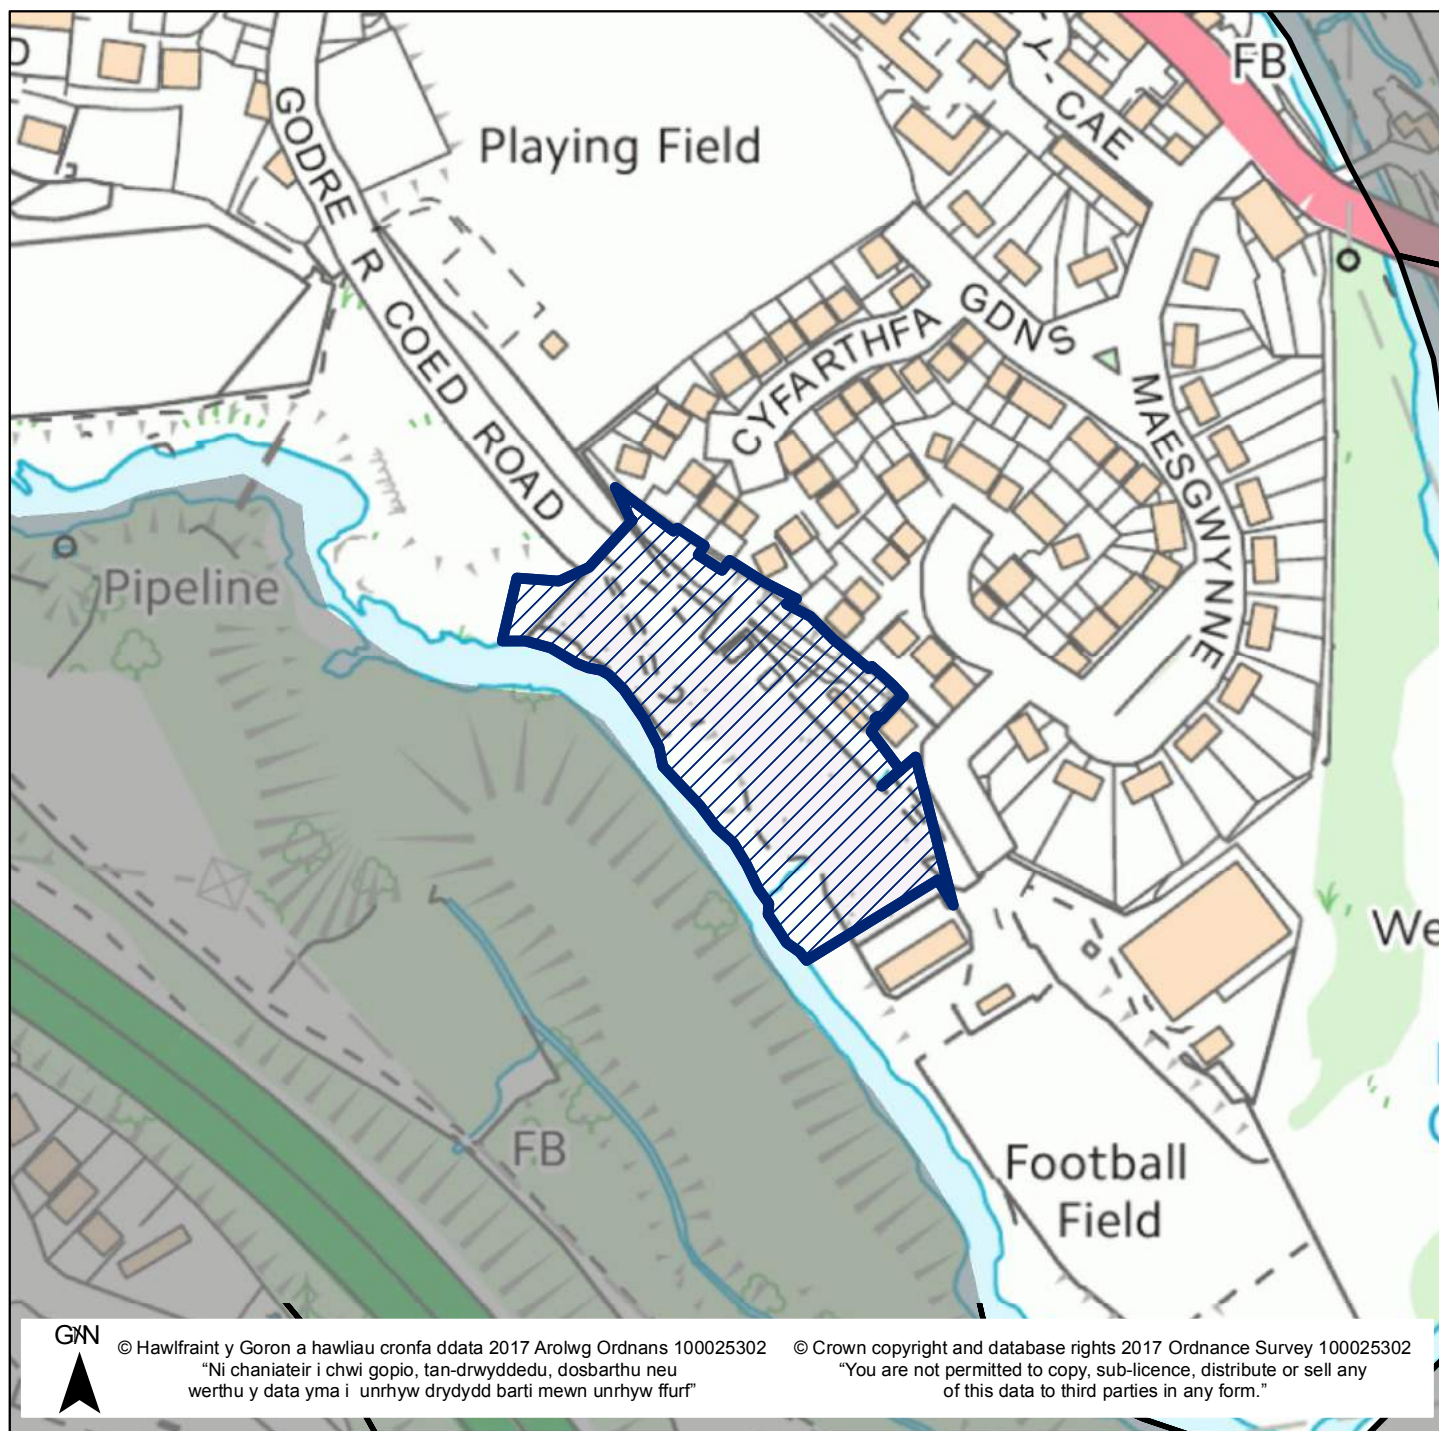 FB
Y-CAE
Playing Field
GODRE R COED ROAD
CYFARTHFA
GDNS
MAESGWYNNE
Pipeline
We
FB
Football
Field
© Hawlfraint y Goron a hawliau cronfa ddata 2017 Arolwg Ordnans 100025302
“Ni chaniateir i chwi gopio, tan-drwyddedu, dosbarthu neu
werthu y data yma i unrhyw drydydd barti mewn unrhyw ffurf”
© Crown copyright and database rights 2017 Ordnance Survey 100025302
“You are not permitted to copy, sub-licence, distribute or sell any
of this data to third parties in any form.”